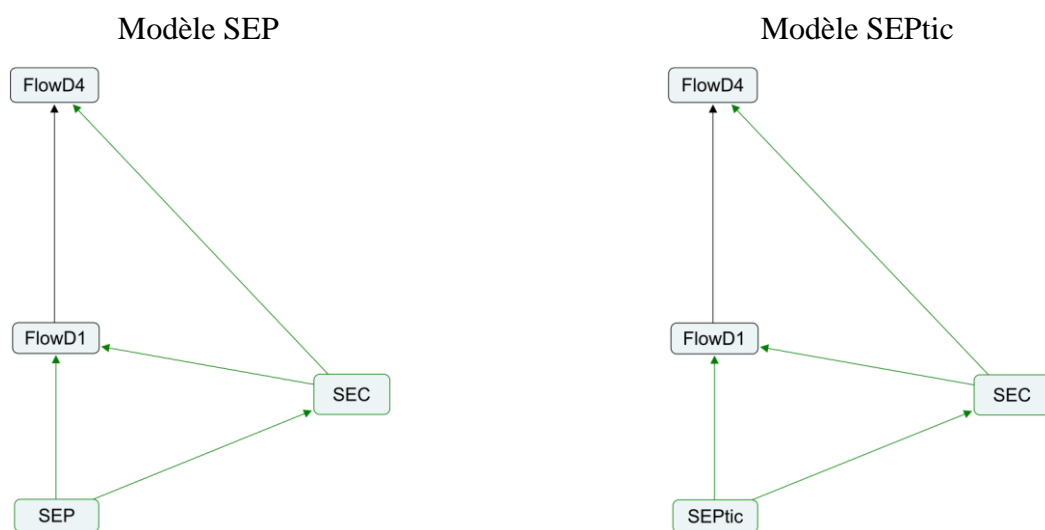 Modèle SEP
Modèle SEPtic
FlowD4
FlowD4
FlowD1
FlowD1
SEC
SEC
SEP
SEPtic